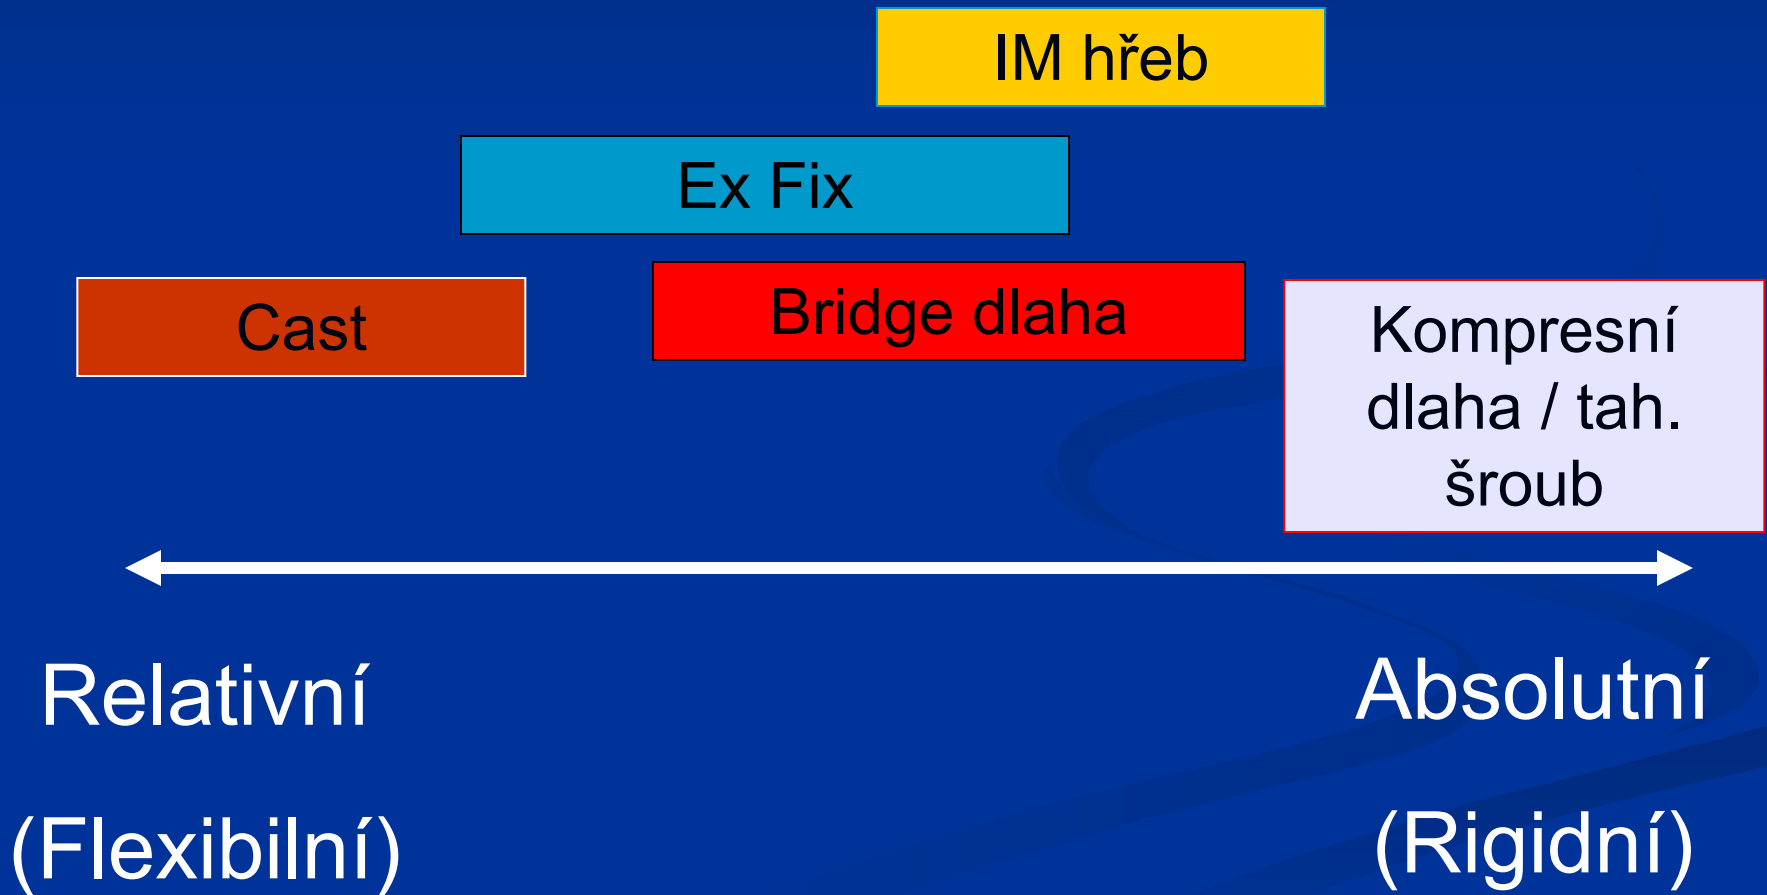 IM hřeb
Ex Fix
Cast
Bridge dlaha
Kompresní
dlaha / tah.
šroub
Relativní
(Flexibilní)
Absolutní
(Rigidní)